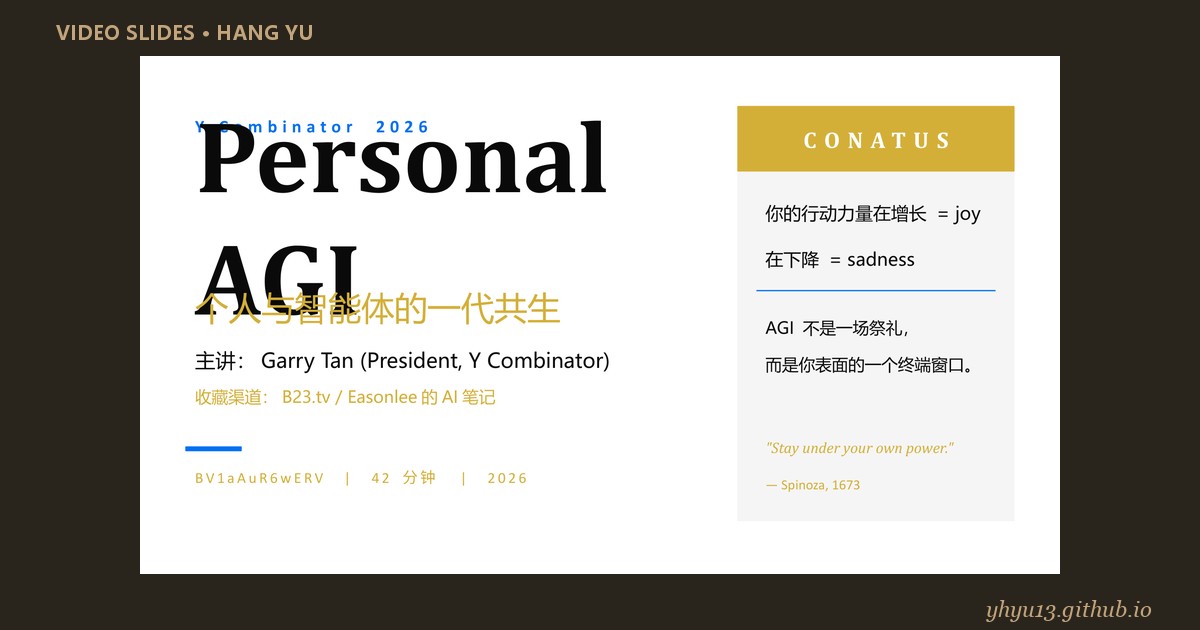 VIDEO SLIDES • HANG YU
Y Combinator 2026
Personal
AGI
个人与智能体的一代共生
主讲： Garry Tan (President, Y Combinator)
收藏渠道： B23.tv / Easonlee 的 AI 笔记
BV1aAuR6wERV | 42 分钟 | 2026
CONATUS
你的行动力量在增长 = joy
在下降 = sadness
AGI 不是一场祭礼，
而是你表面的一个终端窗口。
"Stay under your own power."
— Spinoza, 1673
yhyu13.github.io